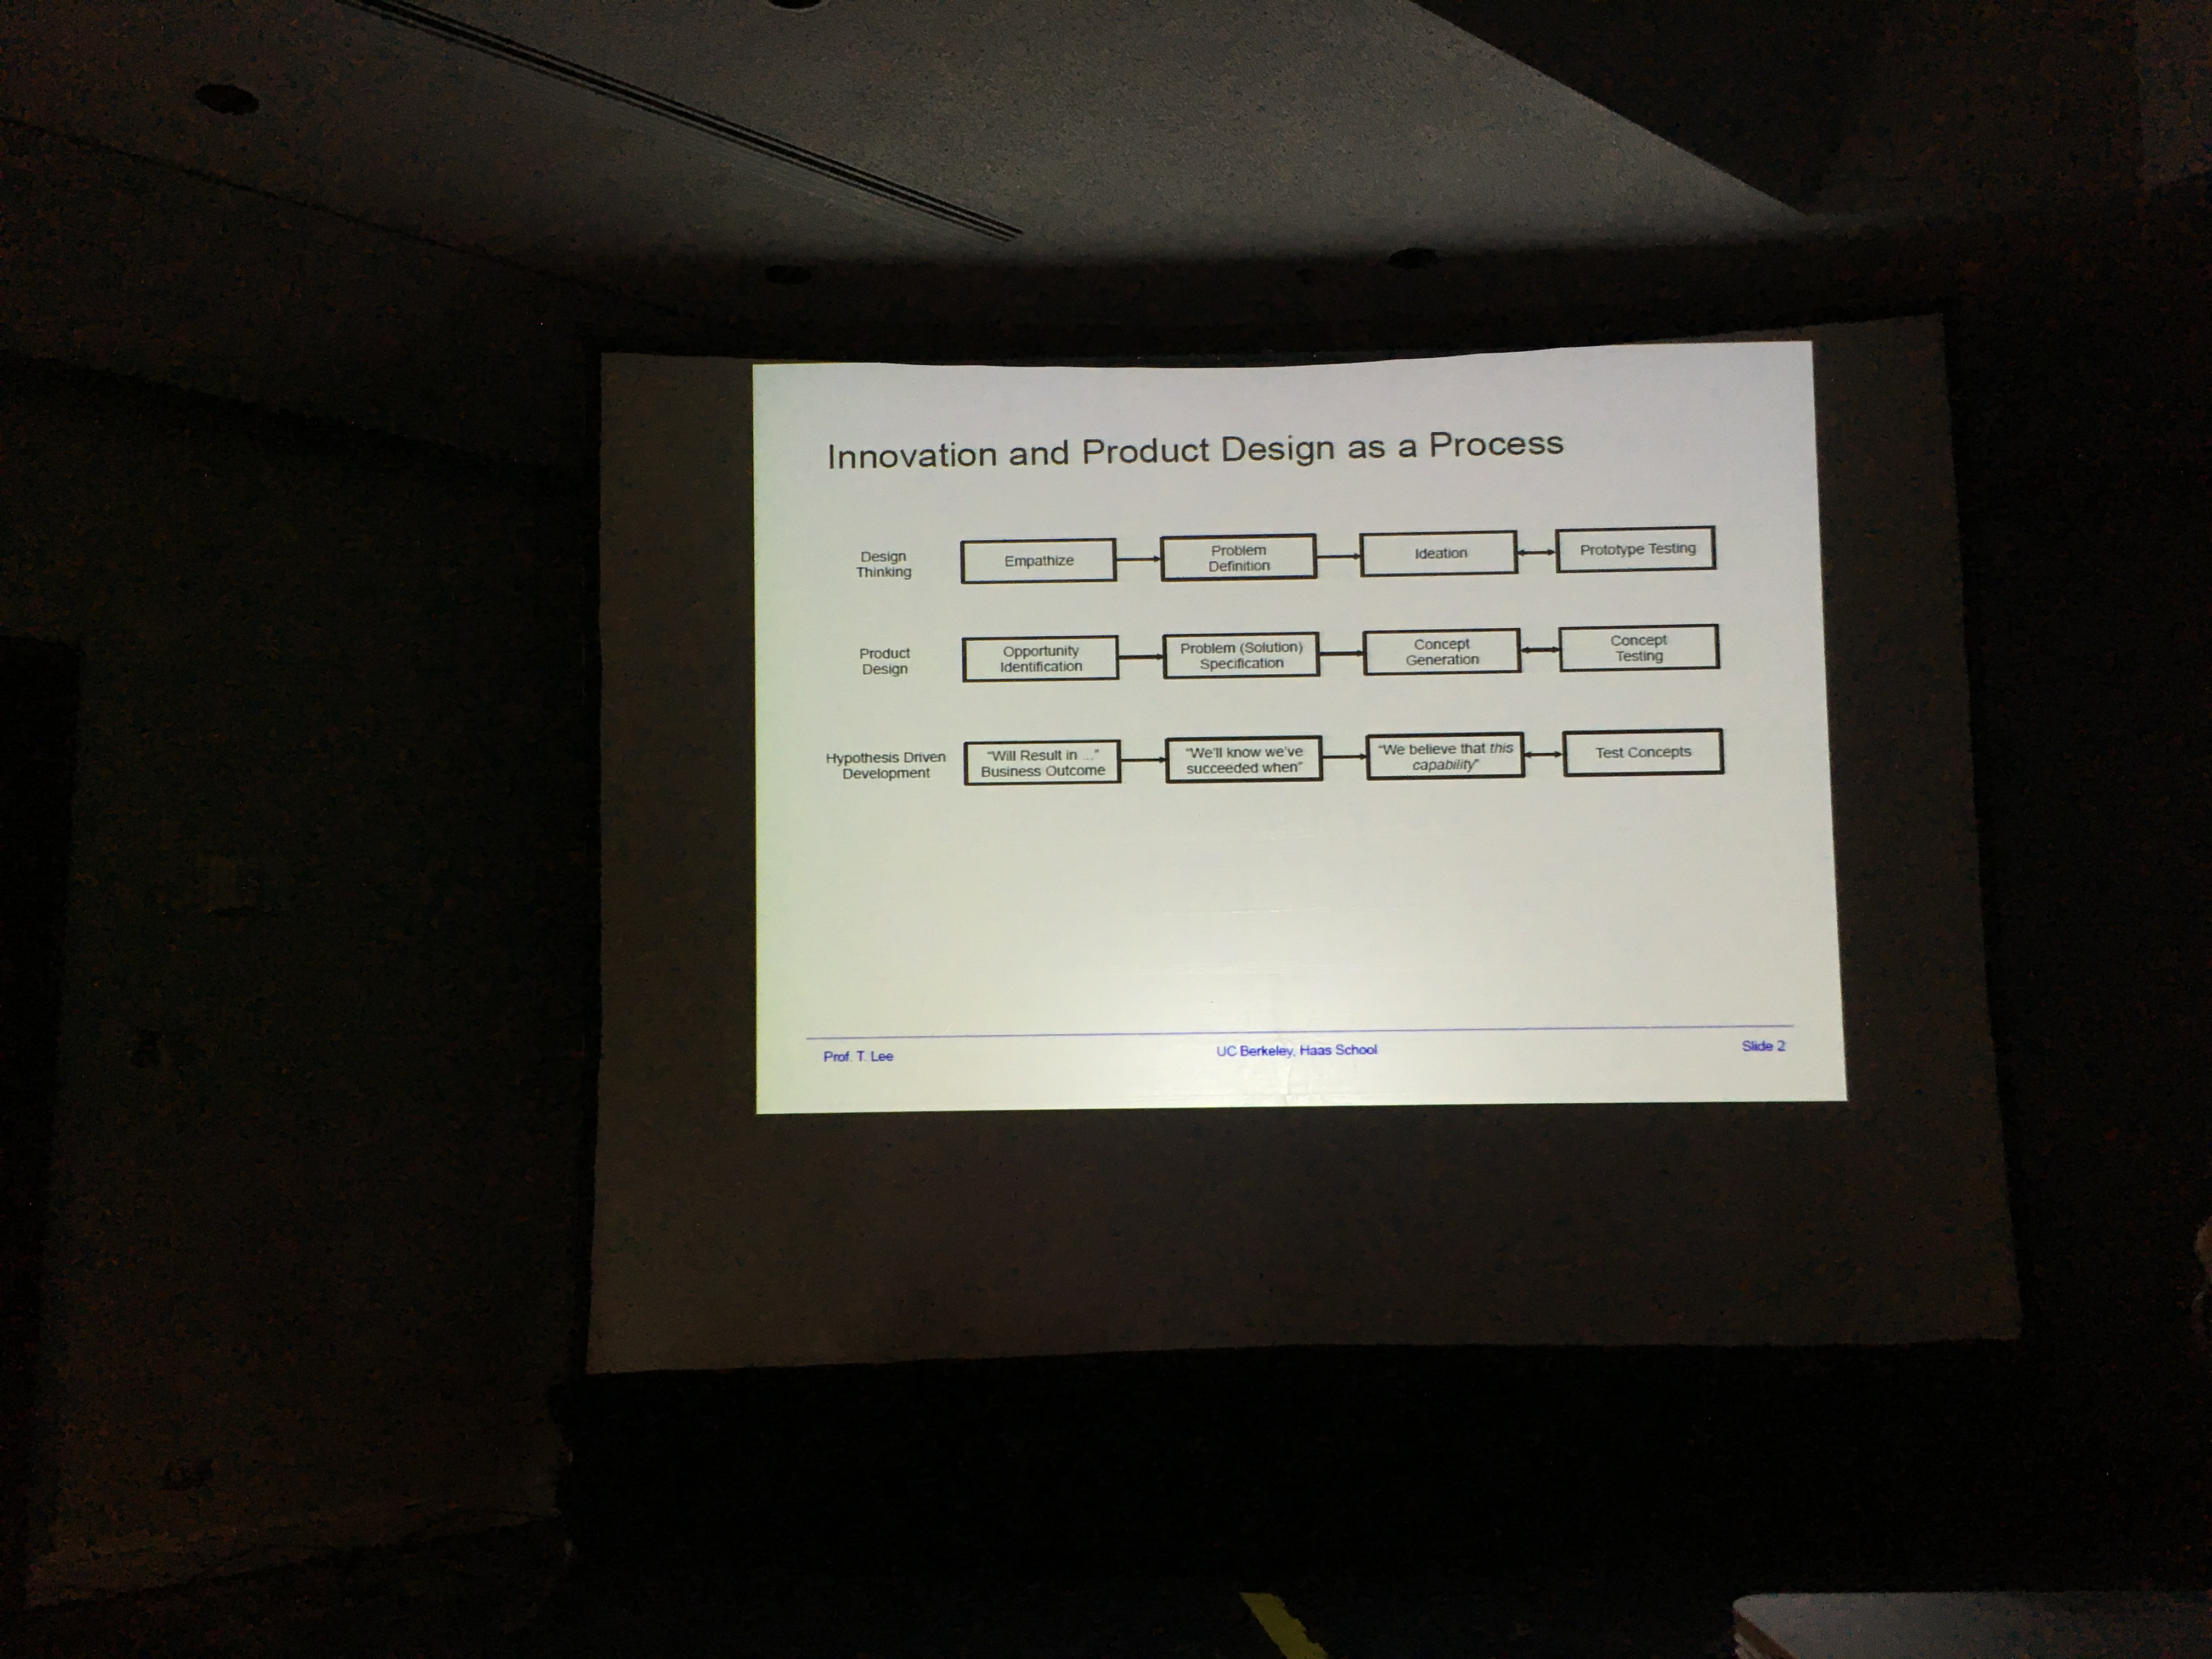 Innovation and Product Design as a Process
Design
Thinking
Empathize
Problem
Definition
Ideation
Prototype Testing
Product
Design
Opportunity
Identification
Problem (Solution)
Specification
Concept
Generation
Concept
Testing
Hypothesis Driven
Development
"Will Result in ..."
Business Outcome
"We'll know we've
succeeded when"
"We believe that this
capability"
Test Concepts
Prof. T. Lee
UC Berkeley, Haas School
Slide 2